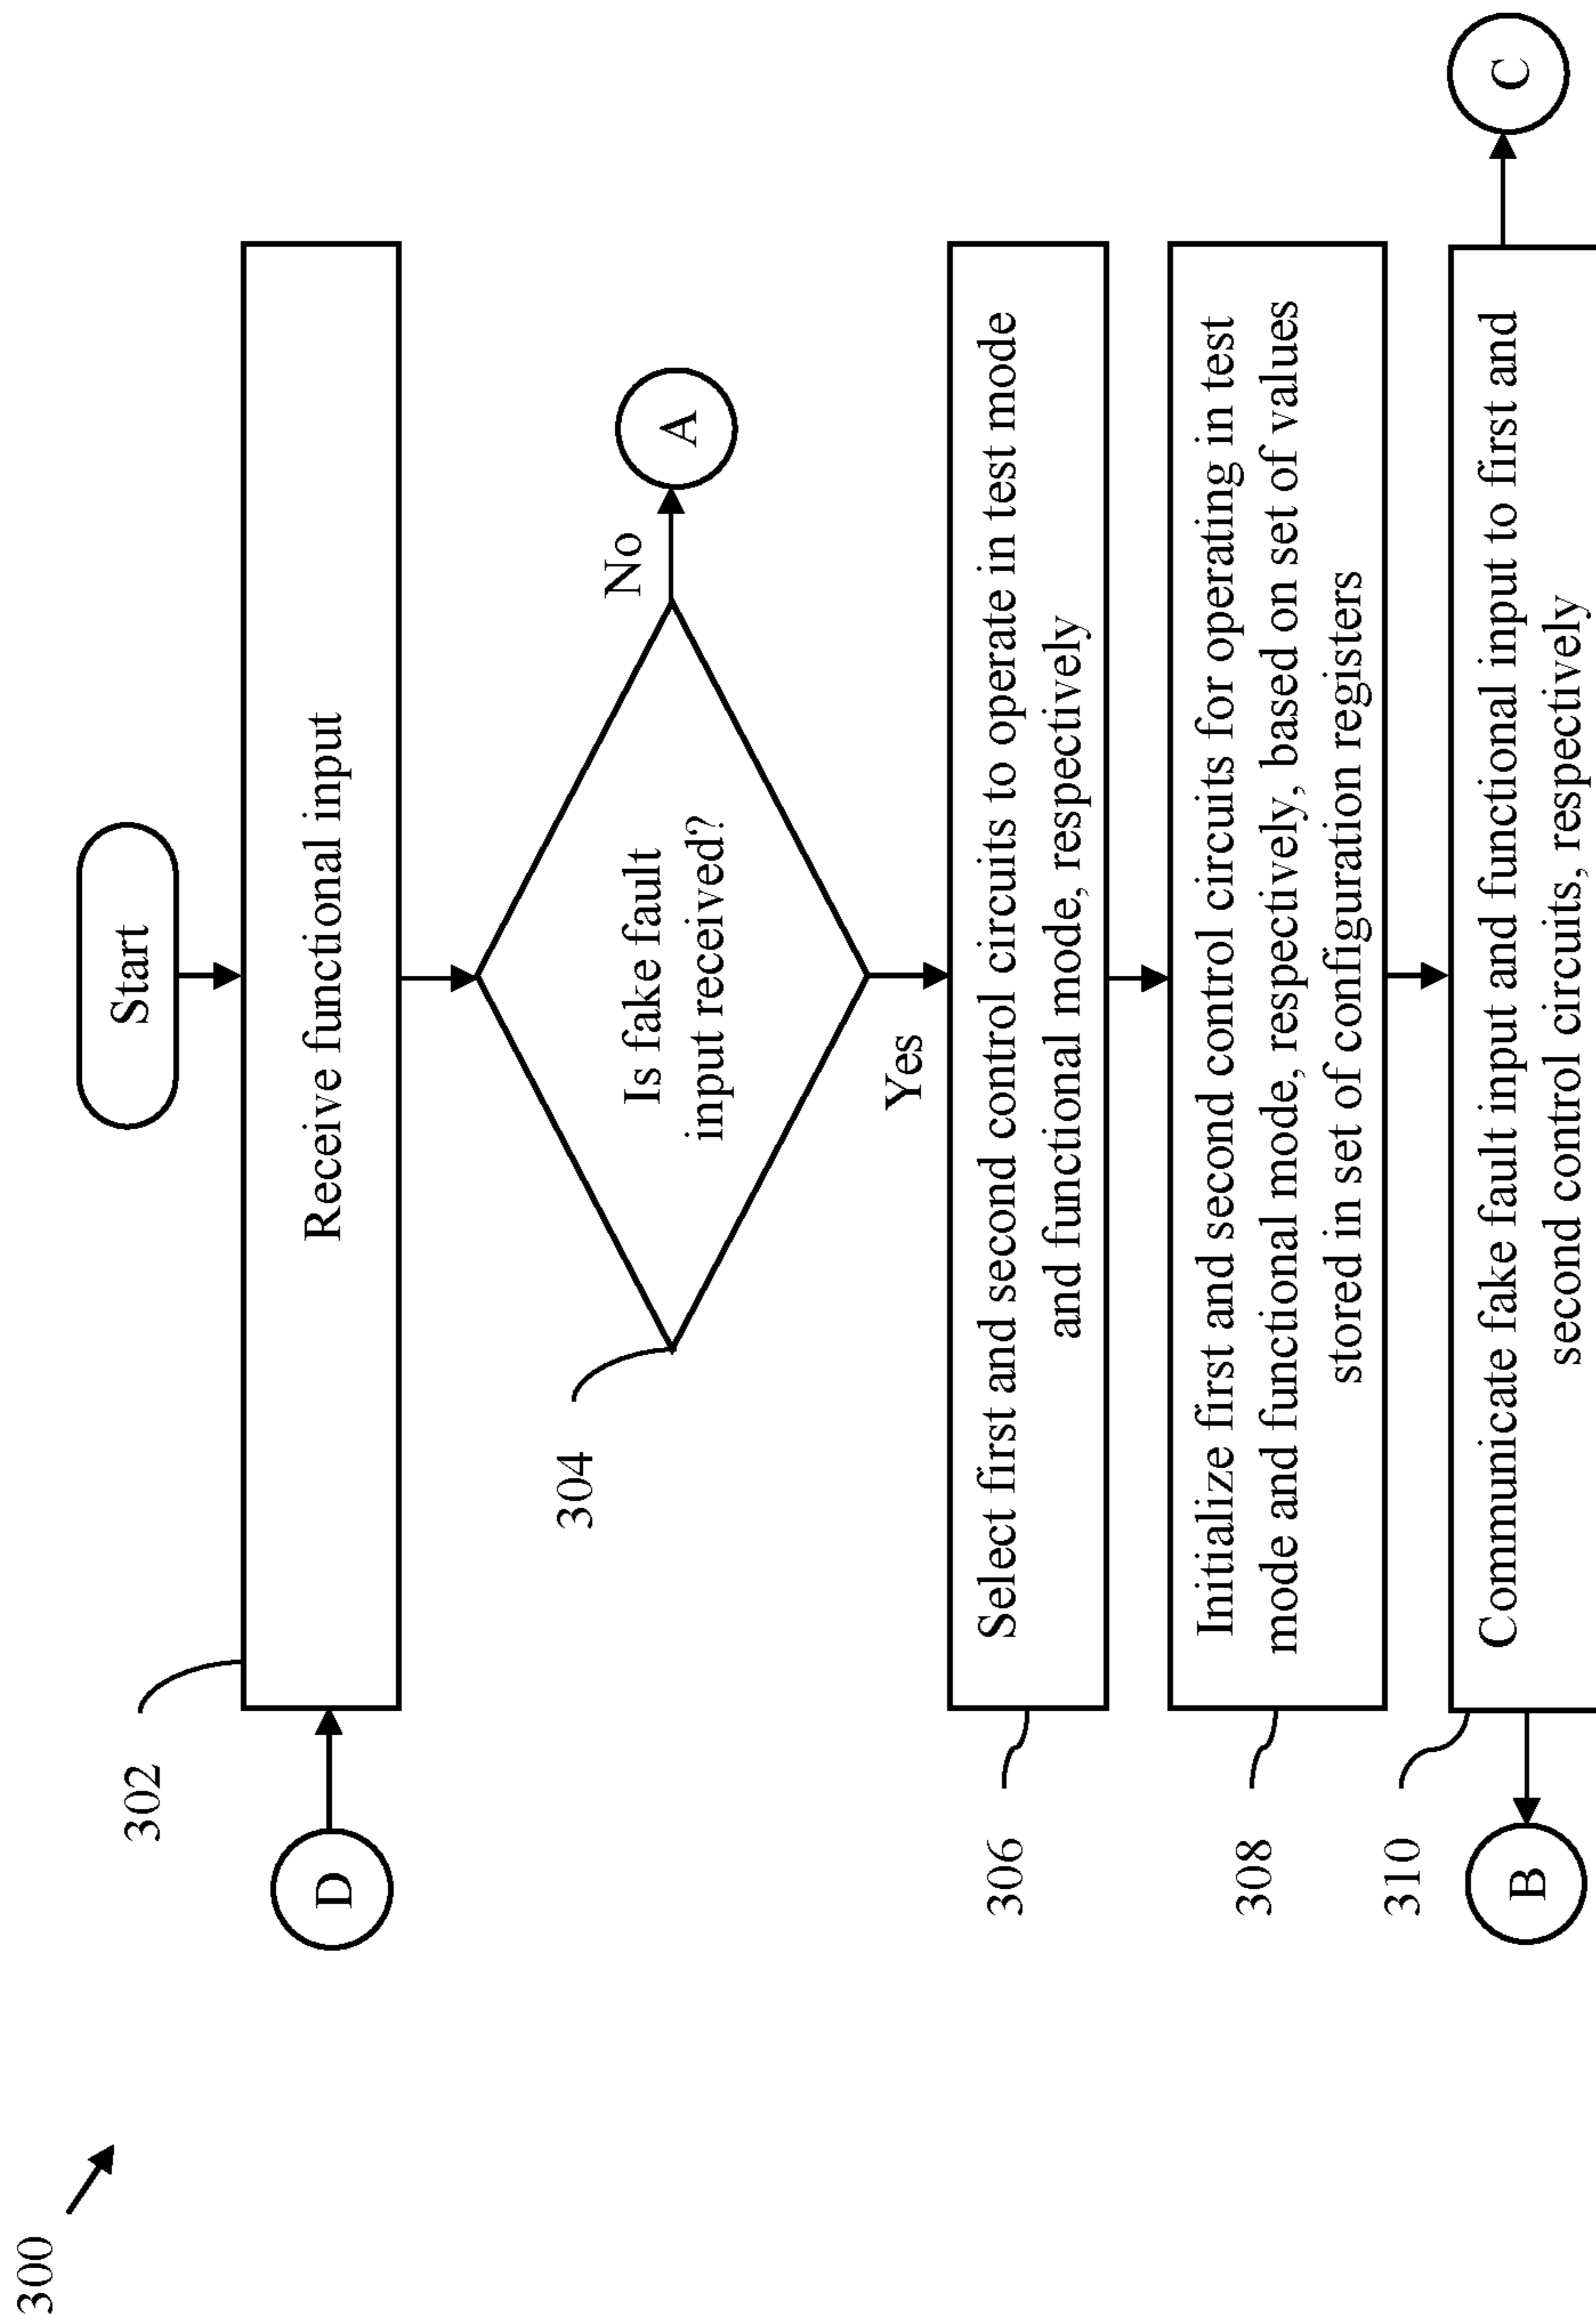 300
Start
302
D
Receive functional input
304
Is fake fault
input received?
No
A
Yes
306
Select first and second control circuits to operate in test mode
and functional mode, respectively
308
Initialize first and second control circuits for operating in test
mode and functional mode, respectively, based on set of values
stored in set of configuration registers
310
Communicate fake fault input and functional input to first and
second control circuits, respectively
B
C